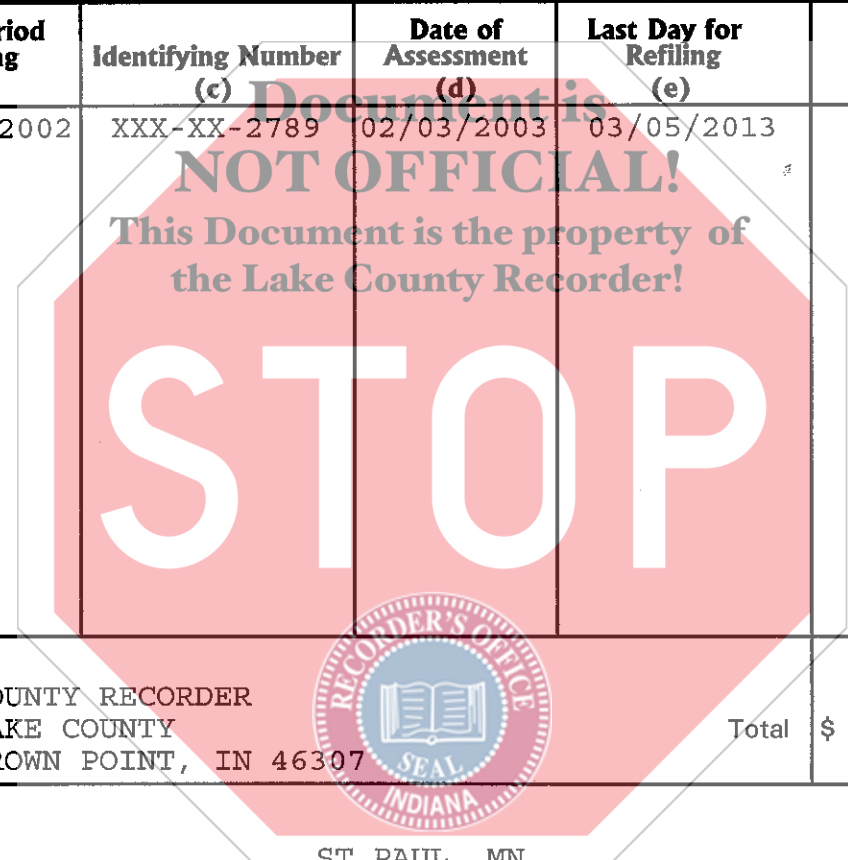 riod
ng
Identifying Number
(c)
Date of
Assessment
(d)
Last Day for
Refiling
(e)
2002 XXX-XX-2789 02/03/2003 03/05/2013
Document is
NOT OFFICIAL!
This Document is the property of
the Lake County Recorder!
STOP
OUNTY RECORDER
AKE COUNTY
ROWN POINT, IN 46307
Total $
RECORDER'S OFFICE
SEAL
INDIANA
ST. PAUL, MN